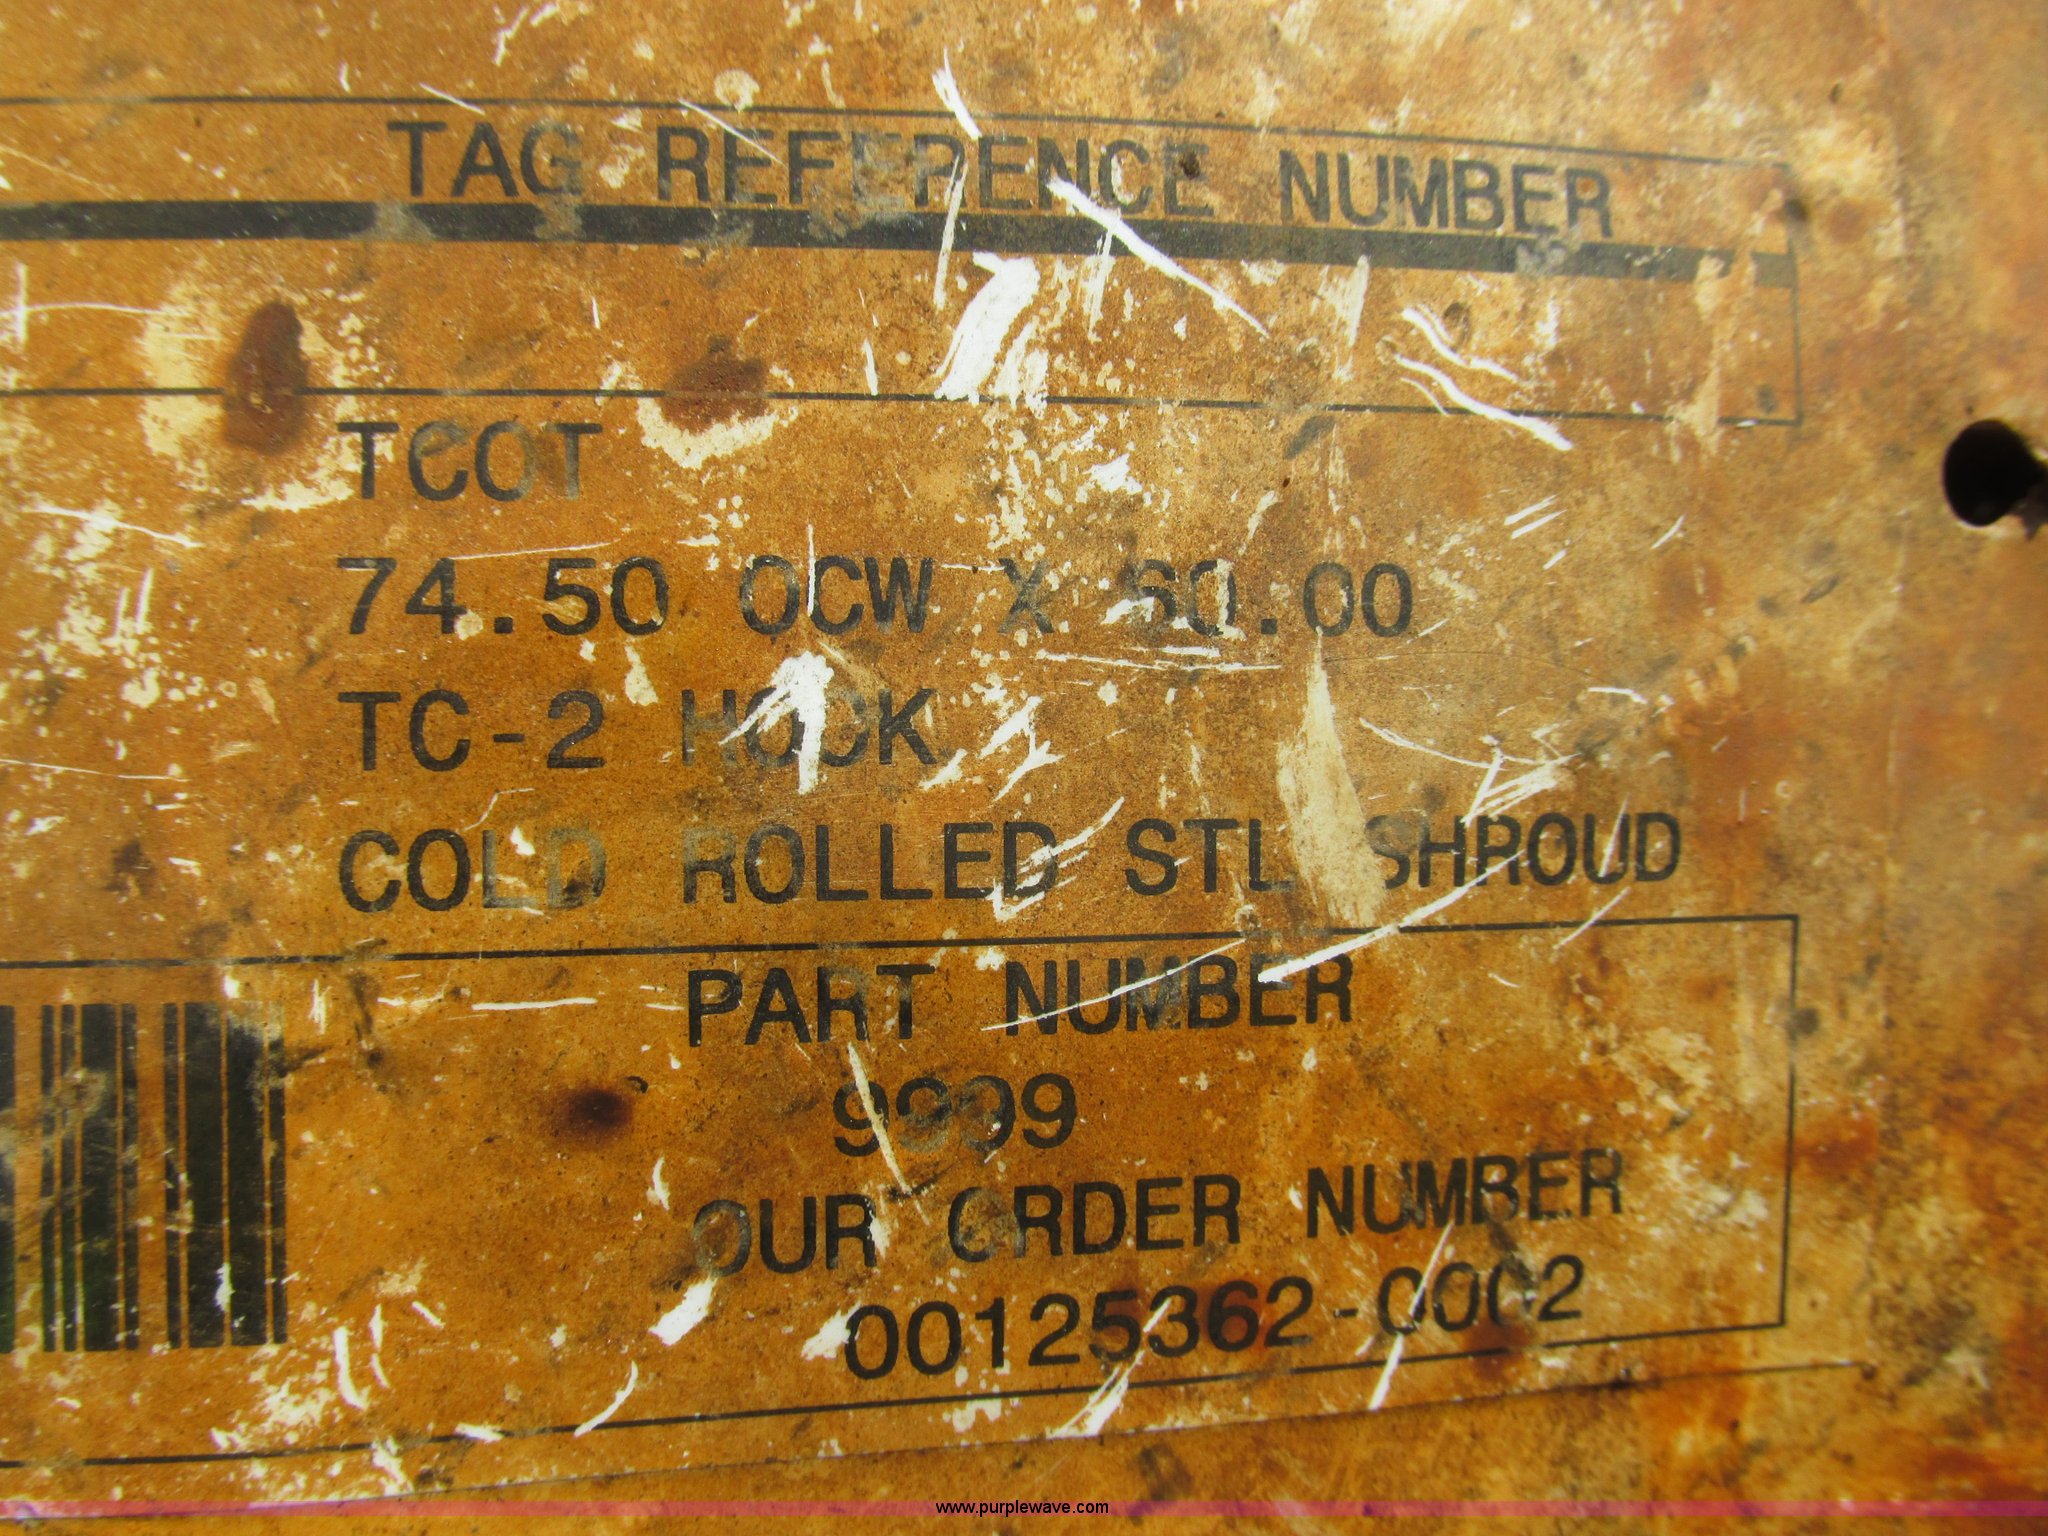 TAG REFERENCE NUMBER
TCOT
74.50 OCW X 60.00
TC-2 HOOK
COLD ROLLED STL SHROUD
PART NUMBER
9999
OUR ORDER NUMBER
00125362-0002
www.purplewave.com